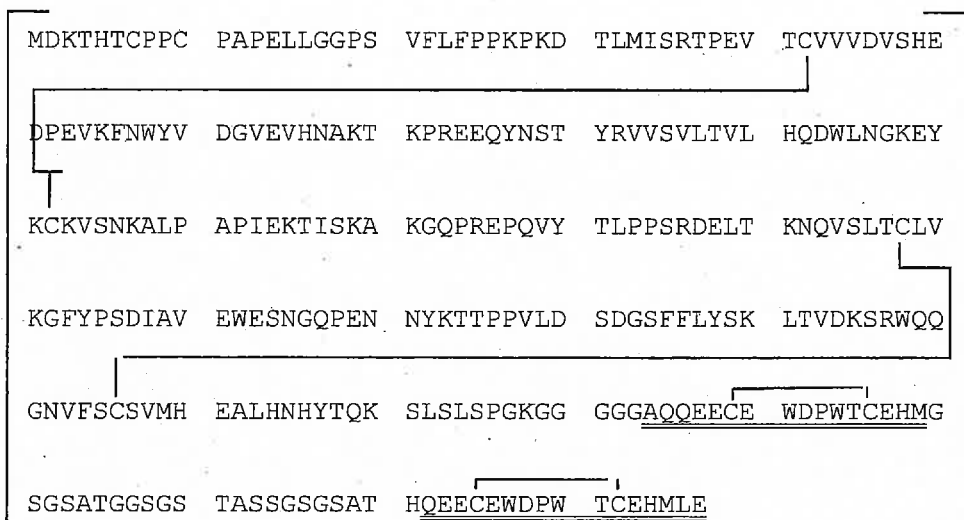 MDKTHTCPPC PAPELLGGPS VFLFPPKPKD TLMISRTPEV TCVVVDVSHE
DPEVKFNWYV DGVEVHNAKT KPREEQYNST YRVVSVLTVL HQDWLNGKEY
KCKVSNKALP APIEKTISKA KGQPREPQVY TLPPSRDELT KNQVSLTCLV
KGFYPSDIAV EWESNGQPEN NYKTTPPVLD SDGSFFLYSK LTVDKSRWQQ
GNVFSCSVMH EALHNHYTQK SLSLSPGKGG GGGAQQEECE WDPWTCEHMG
SGSATGGSGS TASSGSGSAT HQEECEWDPW TCEHMLE